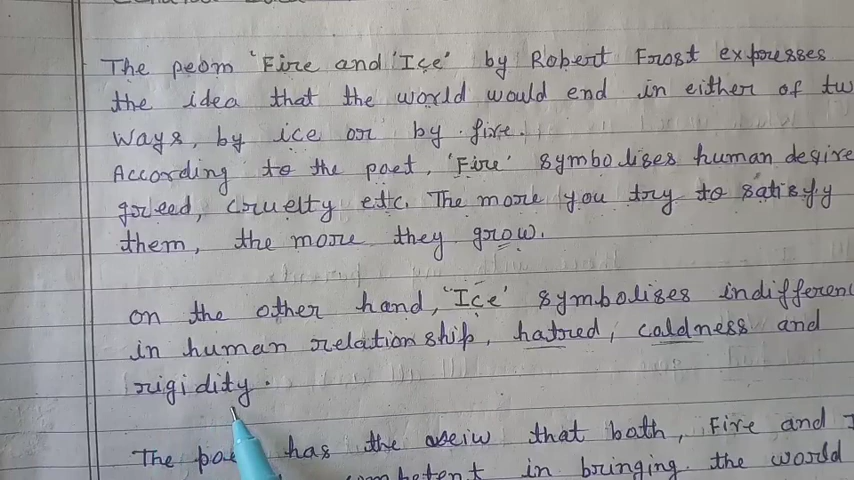 The peom 'Fire and 'Ice' by Robert Frost expresses
the idea that the world would end in either of tw
ways, by ice or by fire.
According to the poet, 'Fire' symbolises human desire
greed, cruelty etc. The more you try to satisfy
them, the more they grow.
on the other hand, 'Ice' symbolises indifferenc
in human relationship, hatred, coldness and
rigidity.
The poe has the that both, Fire and I
competent in bringing the world